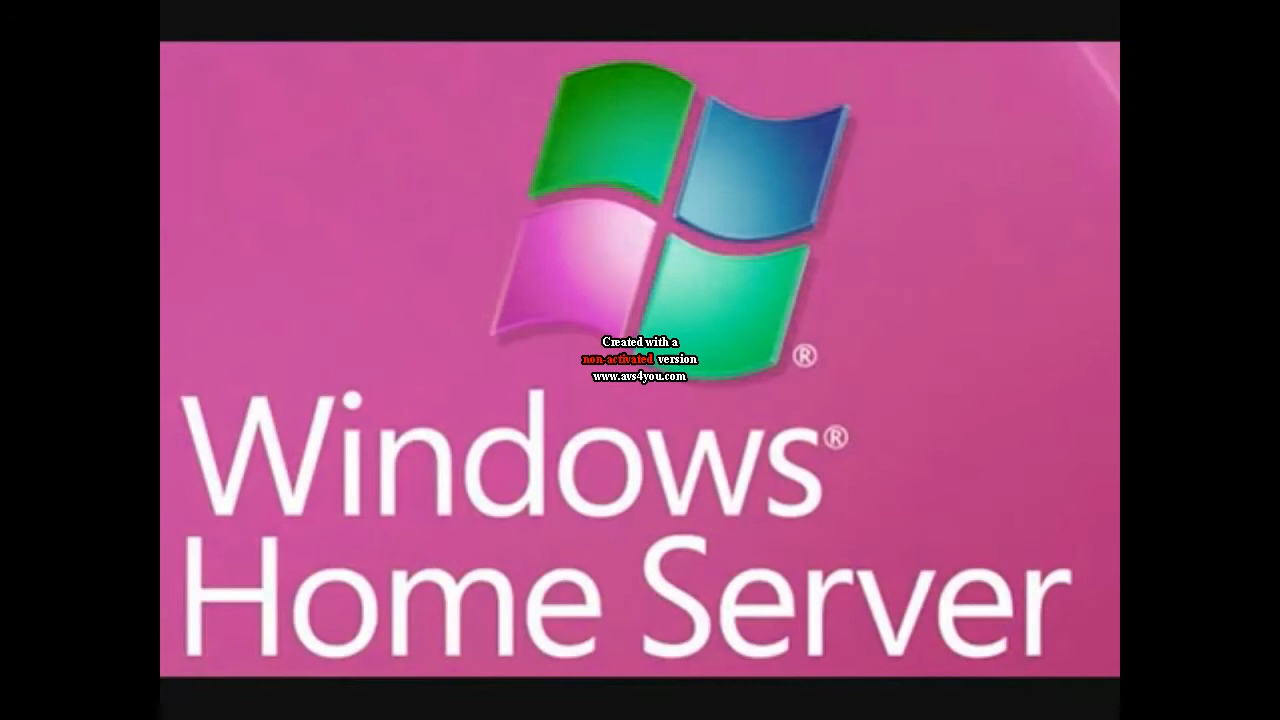 ®
Created with a
non-activated version
www.avs4you.com
Windows®
Home Server